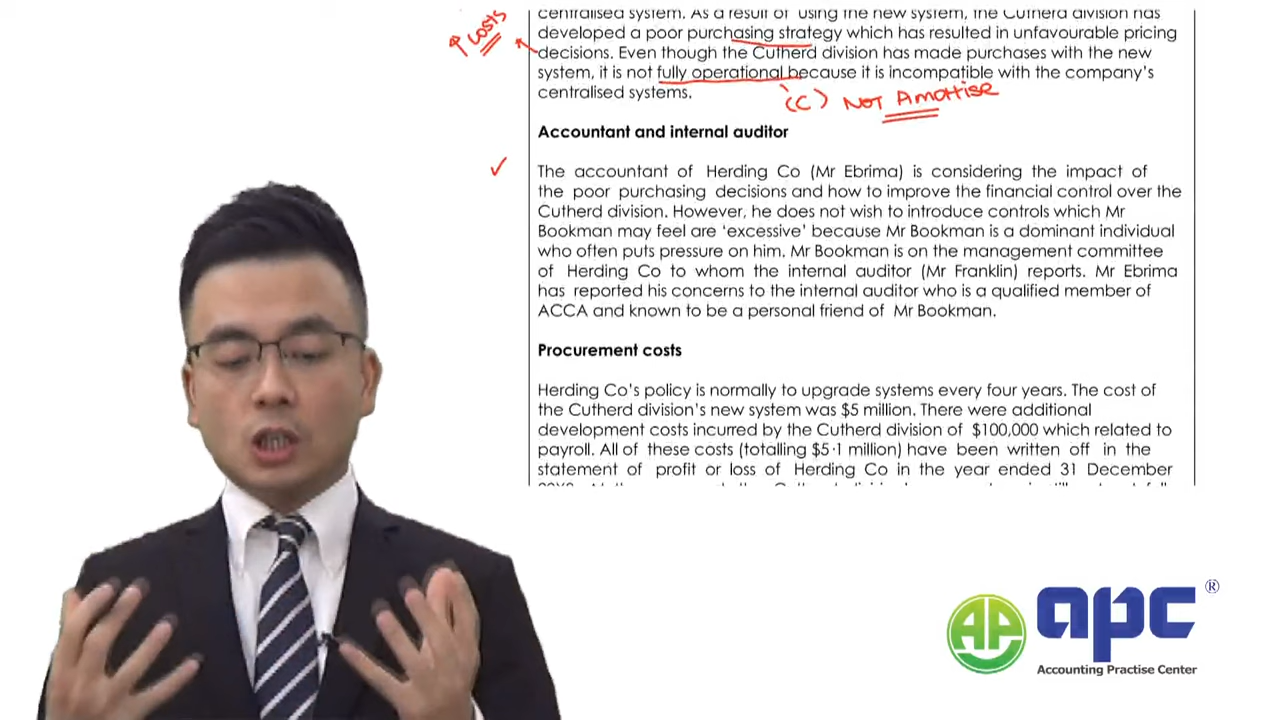 centralised system. As a result of using the new system, the Cutherd division has
developed a poor purchasing strategy which has resulted in unfavourable pricing
decisions. Even though the Cutherd division has made purchases with the new
system, it is not fully operational because it is incompatible with the company's
centralised systems.
↑ costs
(c) NOT Amortise
Accountant and internal auditor
The accountant of Herding Co (Mr Ebrima) is considering the impact of
the poor purchasing decisions and how to improve the financial control over the
Cutherd division. However, he does not wish to introduce controls which Mr
Bookman may feel are 'excessive' because Mr Bookman is a dominant individual
who often puts pressure on him. Mr Bookman is on the management committee
of Herding Co to whom the internal auditor (Mr Franklin) reports. Mr Ebrima
has reported his concerns to the internal auditor who is a qualified member of
ACCA and known to be a personal friend of Mr Bookman.
Procurement costs
Herding Co's policy is normally to upgrade systems every four years. The cost of
the Cutherd division's new system was $5 million. There were additional
development costs incurred by the Cutherd division of $100,000 which related to
payroll. All of these costs (totalling $5·1 million) have been written off in the
statement of profit or loss of Herding Co in the year ended 31 December
AP
apc®
Accounting Practise Center